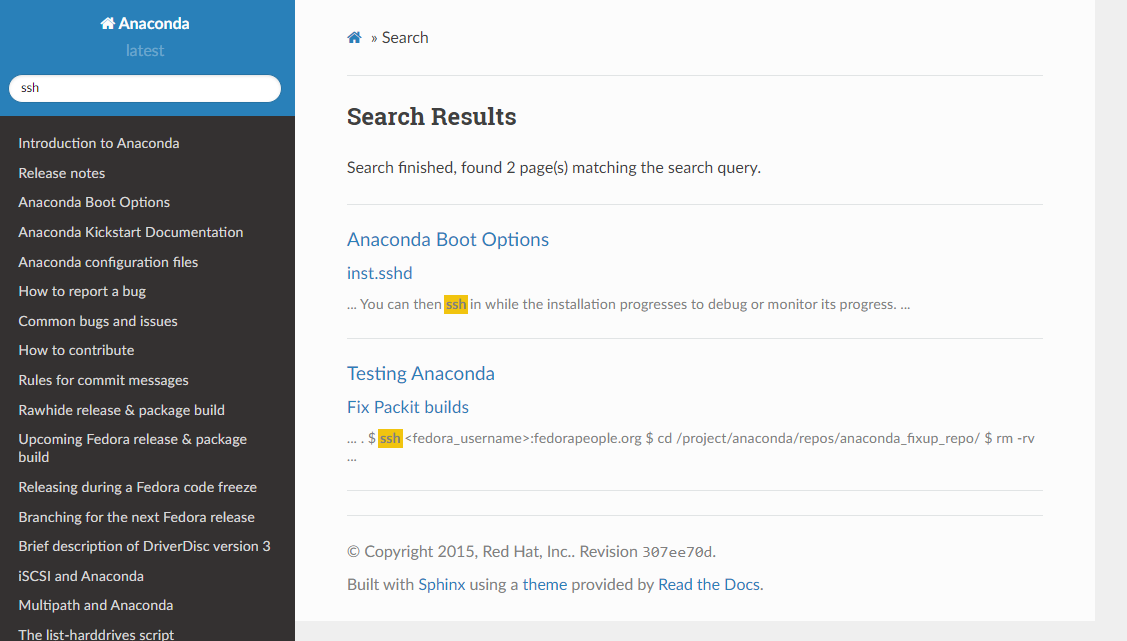 Anaconda
latest
ssh
Introduction to Anaconda
Release notes
Anaconda Boot Options
Anaconda Kickstart Documentation
Anaconda configuration files
How to report a bug
Common bugs and issues
How to contribute
Rules for commit messages
Rawhide release & package build
Upcoming Fedora release & package
build
Releasing during a Fedora code freeze
Branching for the next Fedora release
Brief description of DriverDisc version 3
iSCSI and Anaconda
Multipath and Anaconda
The list-harddrives script
» Search
Search Results
Search finished, found 2 page(s) matching the search query.
Anaconda Boot Options
inst.sshd
... You can then ssh in while the installation progresses to debug or monitor its progress. ...
Testing Anaconda
Fix Packit builds
... . $ ssh <fedora_username>:fedorapeople.org $ cd /project/anaconda/repos/anaconda_fixup_repo/ $ rm -rv
...
© Copyright 2015, Red Hat, Inc.. Revision 307ee70d.
Built with Sphinx using a theme provided by Read the Docs.